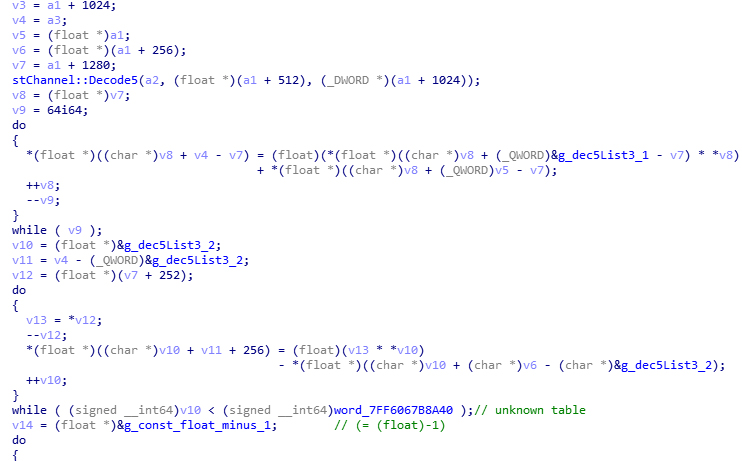 v3 = a1 + 1024;
v4 = a3;
v5 = (float *)a1;
v6 = (float *)(a1 + 256);
v7 = a1 + 1280;
stChannel::Decode5(a2, (float *)(a1 + 512), (_DWORD *)(a1 + 1024));
v8 = (float *)v7;
v9 = 64i64;
do
{
*(float *)((char *)v8 + v4 - v7) = (float)(*(float *)((char *)v8 + (_QWORD)&g_dec5List3_1 - v7) * *v8)
+ *(float *)((char *)v8 + (_QWORD)v5 - v7);
++v8;
--v9;
}
while ( v9 );
v10 = (float *)&g_dec5List3_2;
v11 = v4 - (_QWORD)&g_dec5List3_2;
v12 = (float *)(v7 + 252);
do
{
v13 = *v12;
--v12;
*(float *)((char *)v10 + v11 + 256) = (float)(v13 * *v10)
- *(float *)((char *)v10 + (char *)v6 - (char *)&g_dec5List3_2);
++v10;
}
while ( (signed __int64)v10 < (signed __int64)word_7FF6067B8A40 );// unknown table
v14 = (float *)&g_const_float_minus_1; // (= (float)-1)
do
{